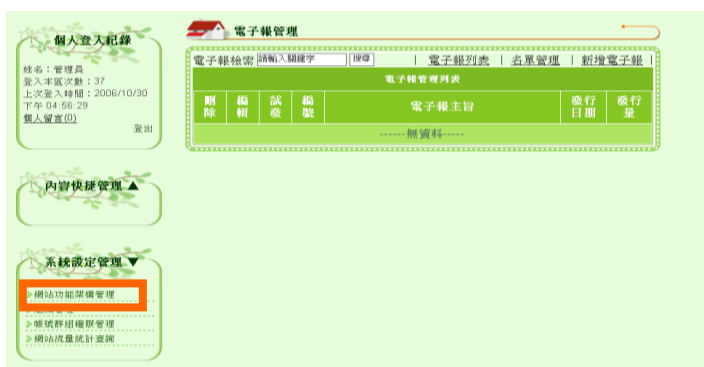 個人登入記錄
姓名：管理員
登入本區次數：37
上次登入時間：2006/10/30
下午 04:56:29
個人留言(0)
登出
內容快捷管理▲
系統設定管理▼
網站功能架構管理
帳號群組權限管理
網站流量統計查詢
電子報管理
電子報檢索 請輸入關鍵字 搜尋 | 電子報列表 | 名單管理 | 新增電子報 |
電子報管理列表
刪除 編輯 試發 編號 電子報主旨 發行日期 發行量
------無資料-----